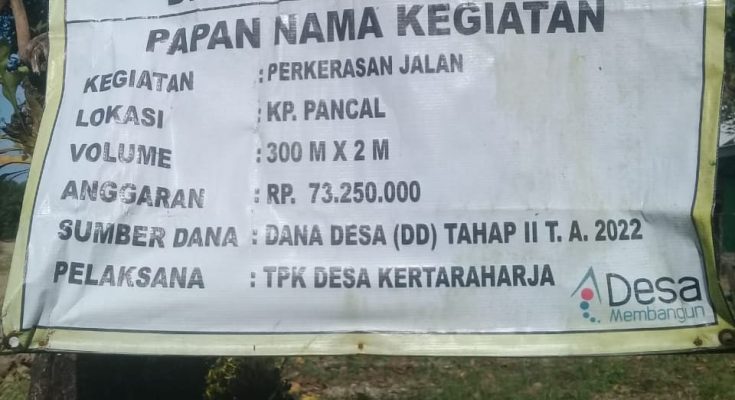 PAPAN NAMA KEGIATAN
KEGIATAN : PERKERASAN JALAN
LOKASI : KP. PANCAL
VOLUME : 300 M X 2 M
ANGGARAN : RP. 73.250.000
SUMBER DANA : DANA DESA (DD) TAHAP II T. A. 2022
PELAKSANA : TPK DESA KERTARAHARJA
Desa
Membangun